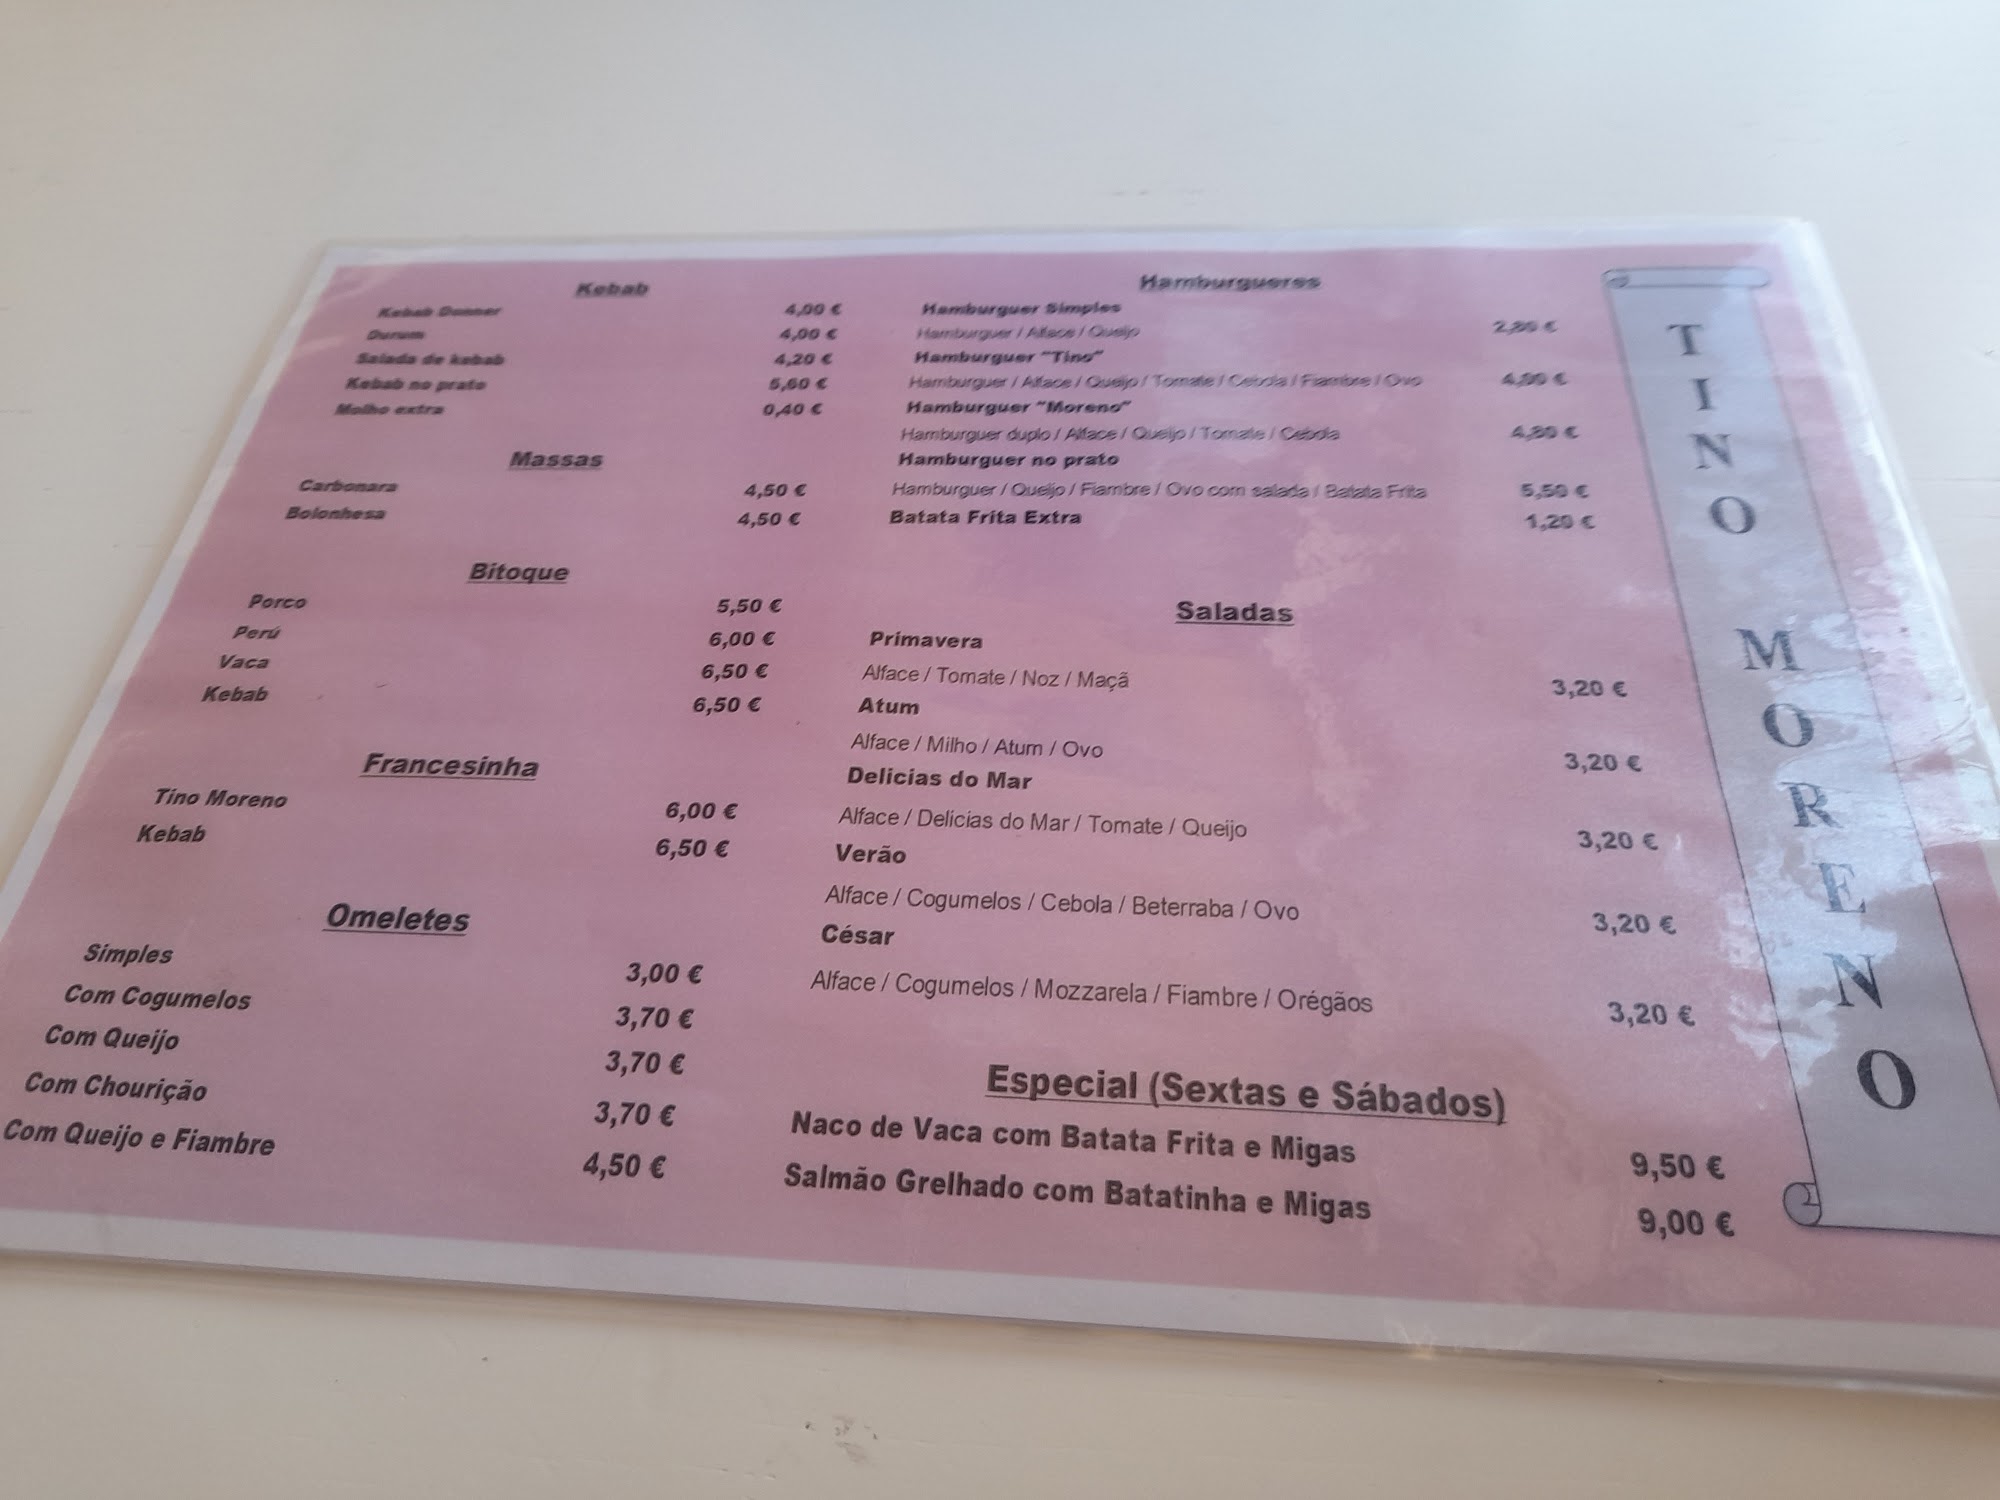 Kebab
Kebab Donner 4,00 €
Durum 4,00 €
Salada de kebab 4,20 €
Kebab no prato 5,60 €
Molho extra 0,40 €
Massas
Carbonara 4,50 €
Bolonhesa 4,50 €
Bitoque
Porco 5,50 €
Perú 6,00 €
Vaca 6,50 €
Kebab 6,50 €
Francesinha
Tino Moreno 6,00 €
Kebab 6,50 €
Omeletes
Simples 3,00 €
Com Cogumelos 3,70 €
Com Queijo 3,70 €
Com Chourição 3,70 €
Com Queijo e Fiambre 4,50 €
Hamburgueres
Hamburguer Simples
Hamburguer / Alface / Queijo 2,80 €
Hamburguer "Tino"
Hamburguer / Alface / Queijo / Tomate / Cebola / Fiambre / Ovo
Hamburguer "Moreno"
Hamburguer duplo / Alface / Queijo / Tomate / Cebola 4,80 €
Hamburguer no prato
Hamburguer / Queijo / Fiambre / Ovo com salada / Batata Frita 5,50 €
Batata Frita Extra 1,20 €
Saladas
Primavera
Alface / Tomate / Noz / Maçã 3,20 €
Atum
Alface / Milho / Atum / Ovo 3,20 €
Delicias do Mar
Alface / Delicias do Mar / Tomate / Queijo 3,20 €
Verão
Alface / Cogumelos / Cebola / Beterraba / Ovo 3,20 €
César
Alface / Cogumelos / Mozzarela / Fiambre / Orégãos 3,20 €
Especial (Sextas e Sábados)
Naco de Vaca com Batata Frita e Migas 9,50 €
Salmão Grelhado com Batatinha e Migas 9,00 €
TINO MORENO